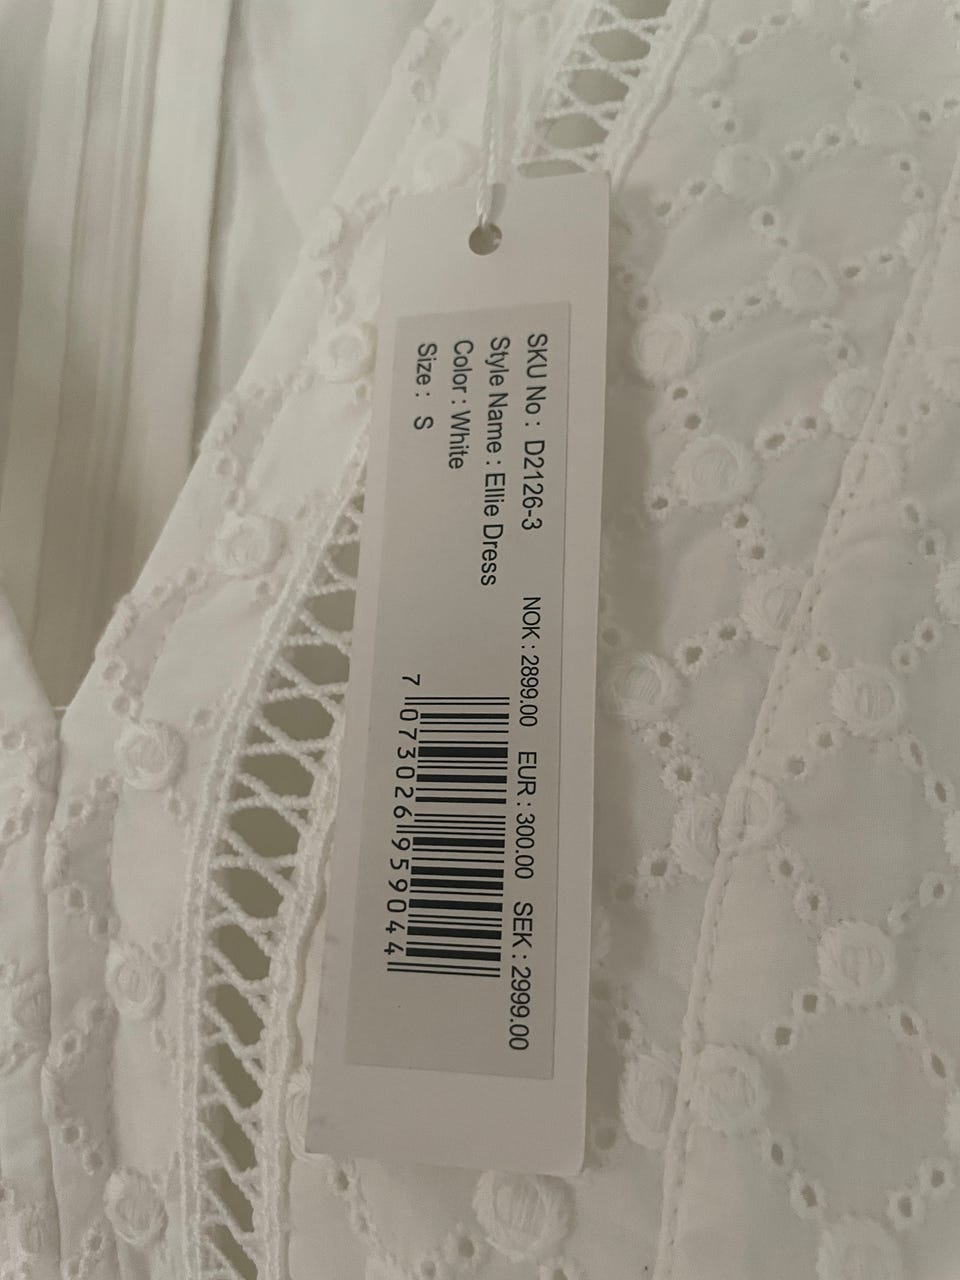 SKU No : D2126-3 NOK : 2899.00 EUR : 300.00 SEK : 2999.00
Style Name : Ellie Dress
Color : White
Size : S
7 073026 959044